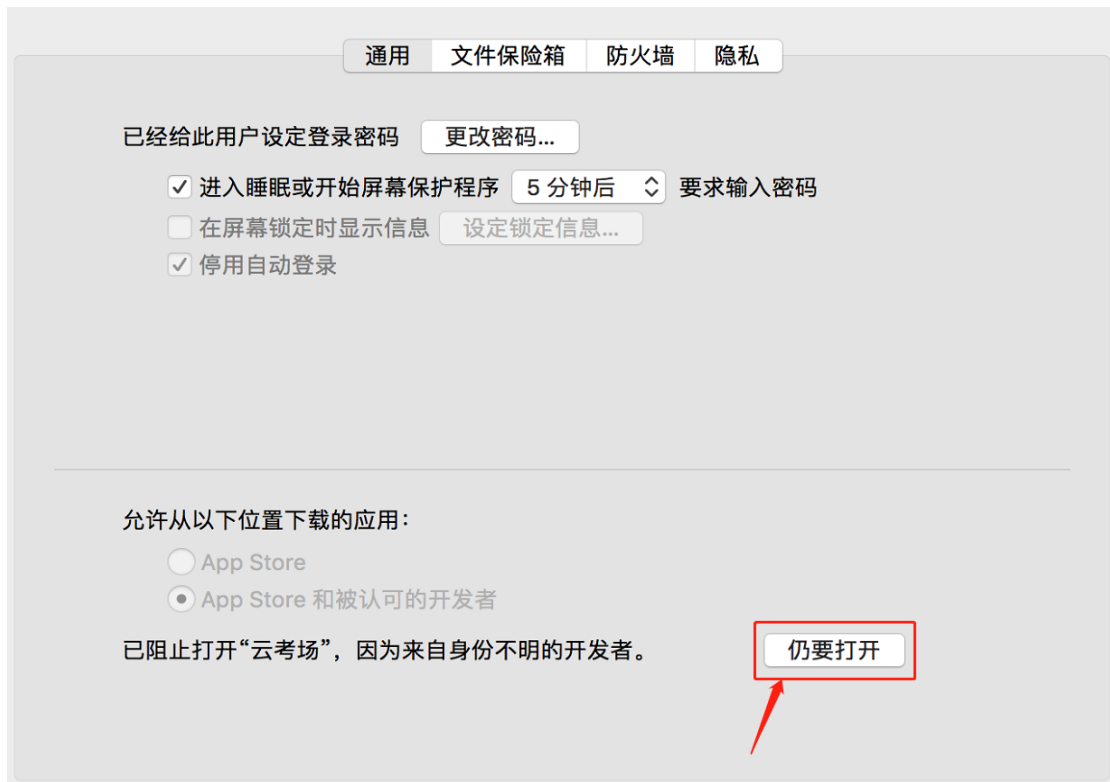 通用 文件保险箱 防火墙 隐私
已经给此用户设定登录密码 更改密码...
进入睡眠或开始屏幕保护程序 5 分钟后 要求输入密码
在屏幕锁定时显示信息 设定锁定信息...
停用自动登录
允许从以下位置下载的应用：
App Store
App Store 和被认可的开发者
已阻止打开“云考场”，因为来自身份不明的开发者。 仍要打开